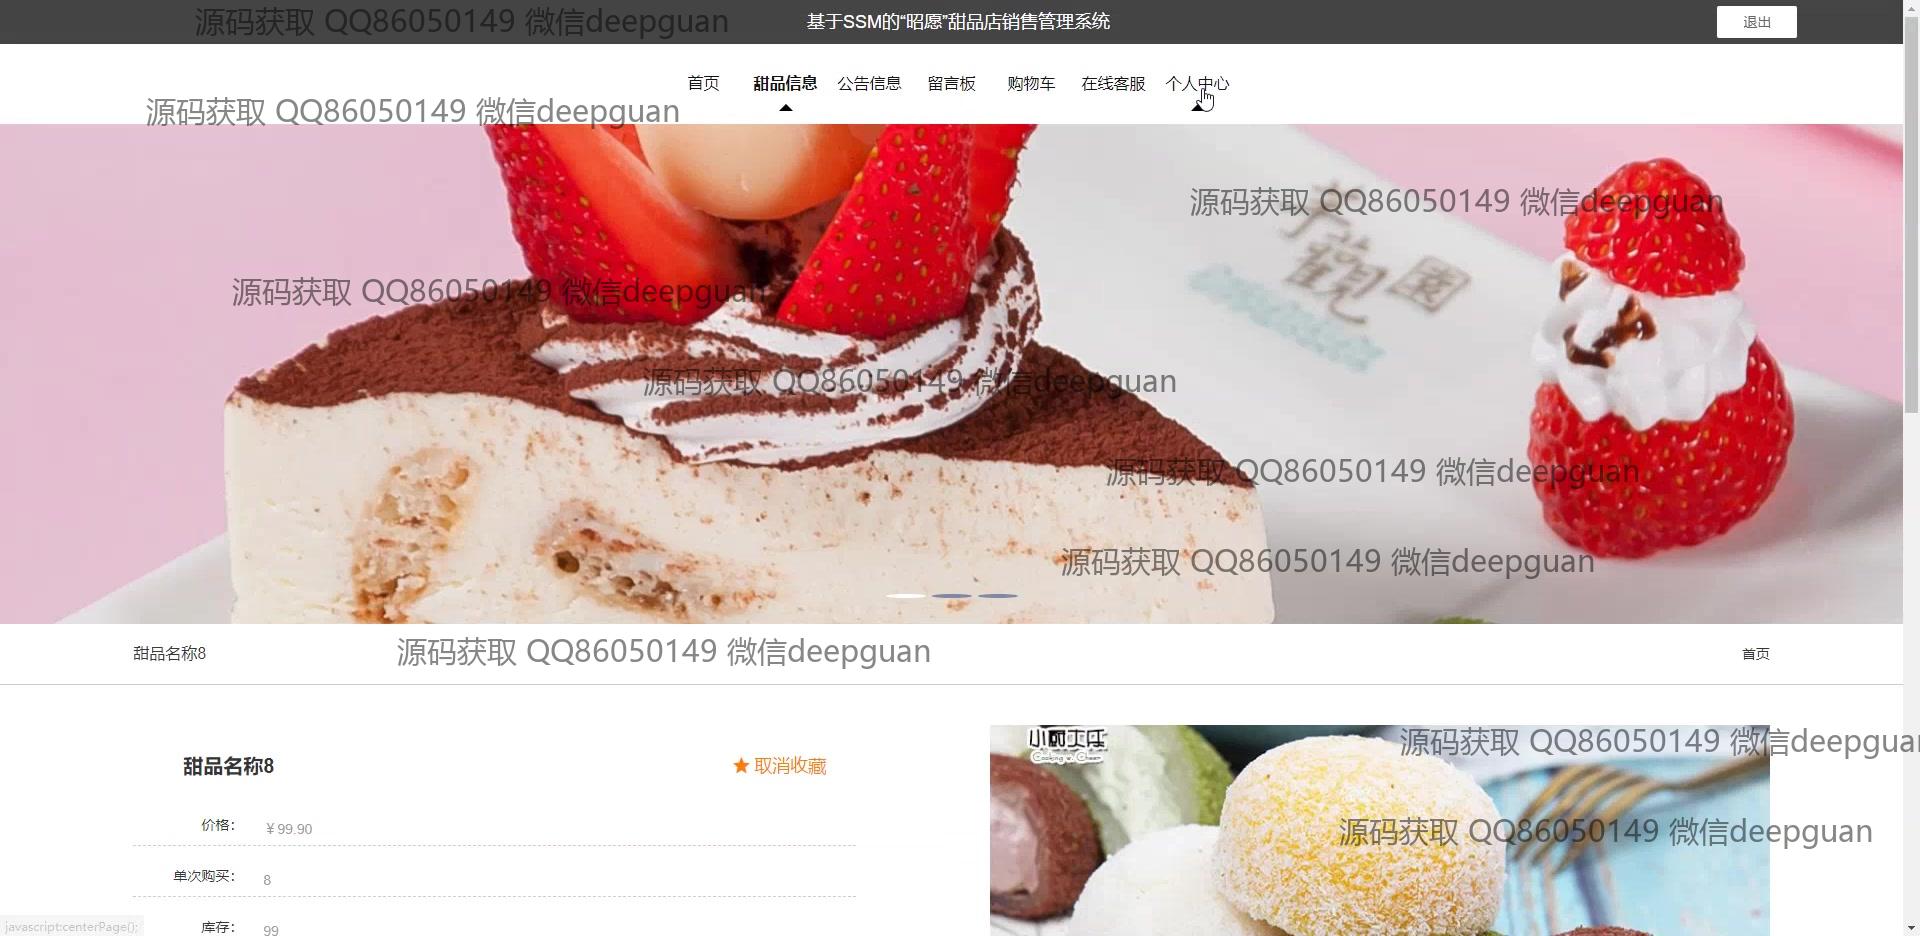 源码获取 QQ86050149 微信deepguan
基于SSM的“昭愿”甜品店销售管理系统
退出
首页 甜品信息 公告信息 留言板 购物车 在线客服 个人中心
源码获取 QQ86050149 微信deepguan
源码获取 QQ86050149 微信deepguan
源码获取 QQ86050149 微信deepguan
源码获取 QQ86050149 微信deepguan
源码获取 QQ86050149 微信deepguan
源码获取 QQ86050149 微信deepguan
甜品名称8
源码获取 QQ86050149 微信deepguan
首页
甜品名称8
★ 取消收藏
源码获取 QQ86050149 微信deepguan
价格： ￥99.90
源码获取 QQ86050149 微信deepguan
单次购买： 8
库存： 99
javascript:centerPage();